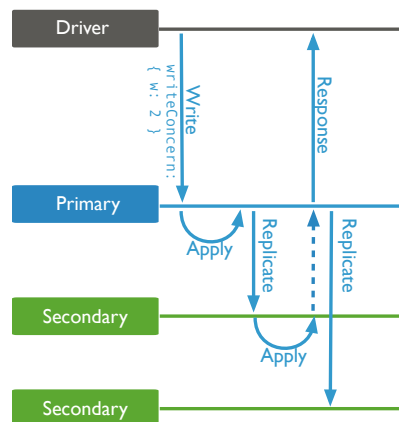 Driver
Write
writeConcern:
{ w: 2 }
Response
Primary
Apply
Replicate
Replicate
Secondary
Apply
Secondary